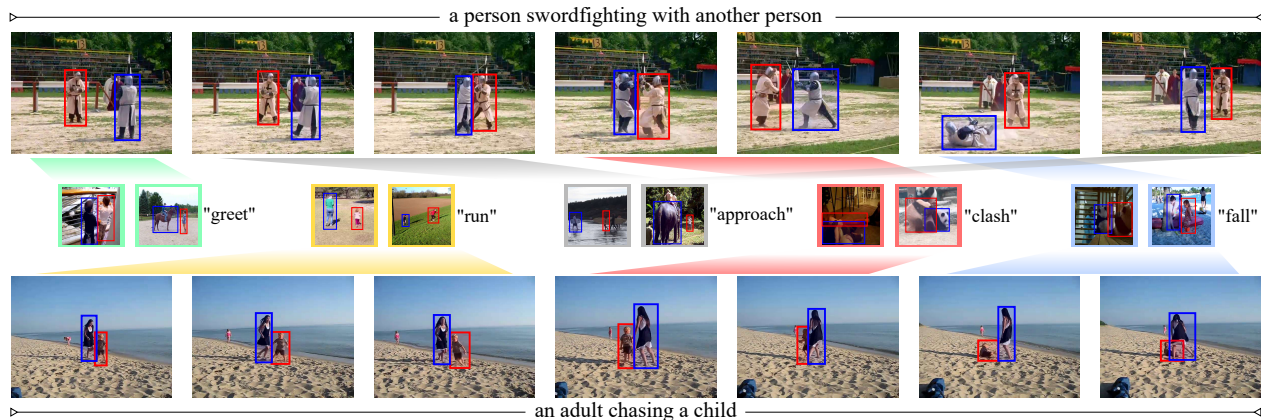 a person swordfighting with another person
"greet"
"run"
"approach"
"clash"
"fall"
an adult chasing a child